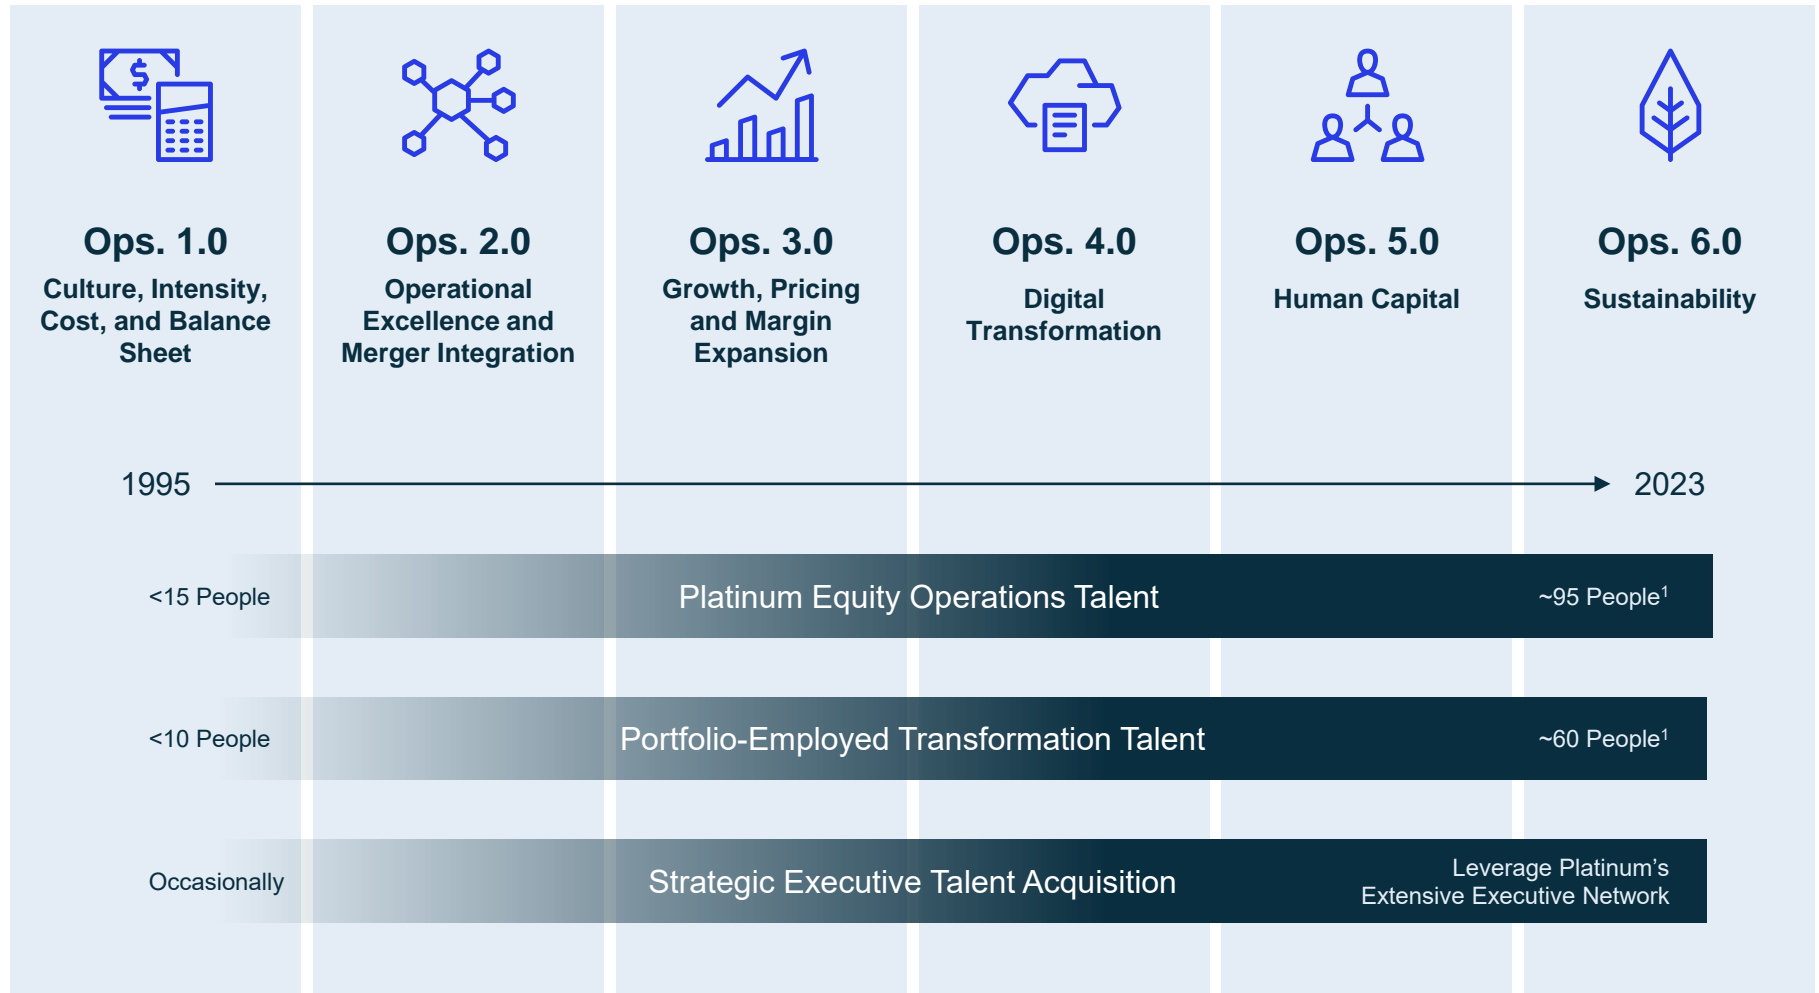 Ops. 1.0
Culture, Intensity,
Cost, and Balance
Sheet
Ops. 2.0
Operational
Excellence and
Merger Integration
Ops. 3.0
Growth, Pricing
and Margin
Expansion
Ops. 4.0
Digital
Transformation
Ops. 5.0
Human Capital
Ops. 6.0
Sustainability
1995
2023
<15 People
Platinum Equity Operations Talent
~95 People¹
<10 People
Portfolio-Employed Transformation Talent
~60 People¹
Occasionally
Strategic Executive Talent Acquisition
Leverage Platinum’s
Extensive Executive Network
$